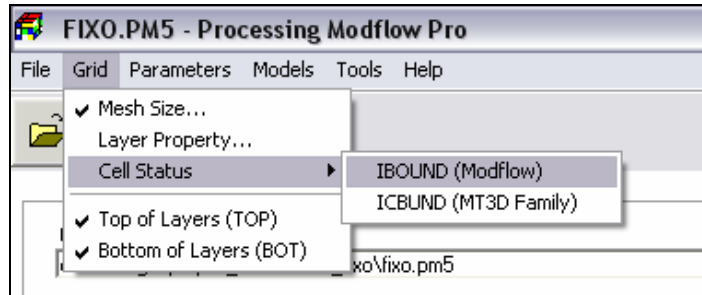 FIXO.PM5 - Processing Modflow Pro
File Grid Parameters Models Tools Help
Mesh Size...
Layer Property...
Cell Status
IBOUND (Modflow)
ICBUND (MT3D Family)
Top of Layers (TOP)
Bottom of Layers (BOT)
xo\fixo.pm5